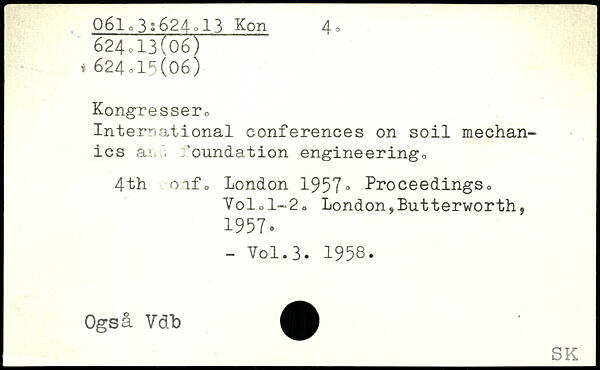 061.3:624.13 Kon 4.
624.13(06)
624.15(06)
Kongresser.
International conferences on soil mechan-
ics and foundation engineering.
4th conf. London 1957. Proceedings.
Vol.1-2. London,Butterworth,
1957.
- Vol.3. 1958.
Også Vdb
SK